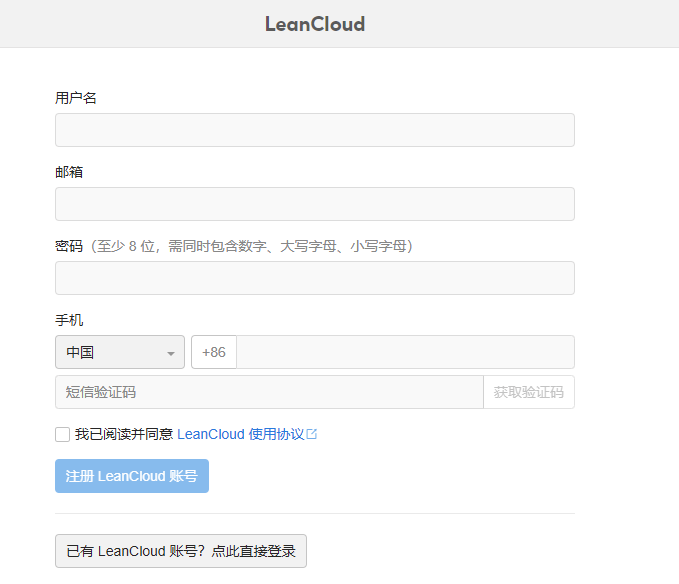 LeanCloud
用户名
邮箱
密码（至少 8 位，需同时包含数字、大写字母、小写字母）
手机
中国 +86
短信验证码 获取验证码
我已阅读并同意 LeanCloud 使用协议
注册 LeanCloud 账号
已有 LeanCloud 账号？点此直接登录